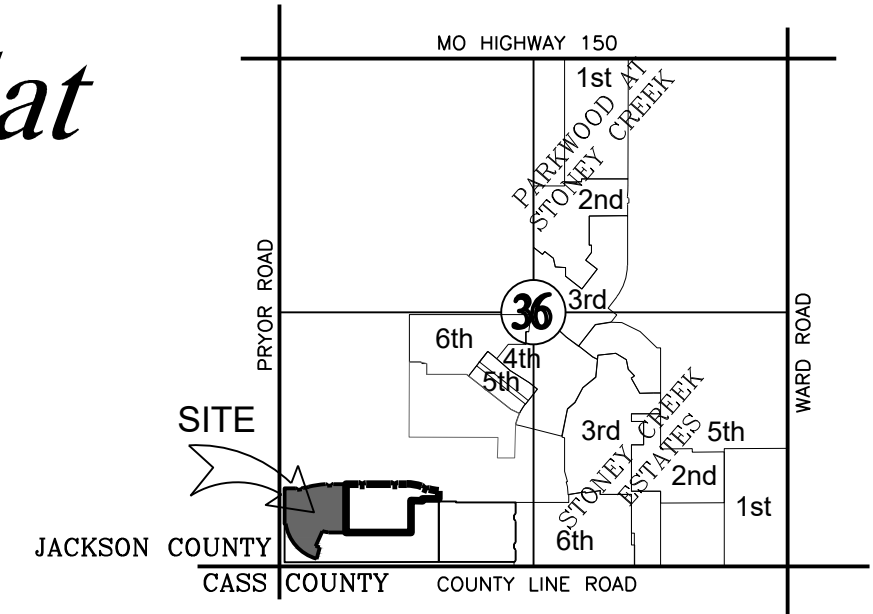 MO HIGHWAY 150
1st
PARKWOOD AT
STONEY CREEK
2nd
36
3rd
PRYOR ROAD
WARD ROAD
6th
4th
5th
SITE
3rd
STONEY CREEK
ESTATES
5th
2nd
1st
6th
JACKSON COUNTY
CASS COUNTY
COUNTY LINE ROAD